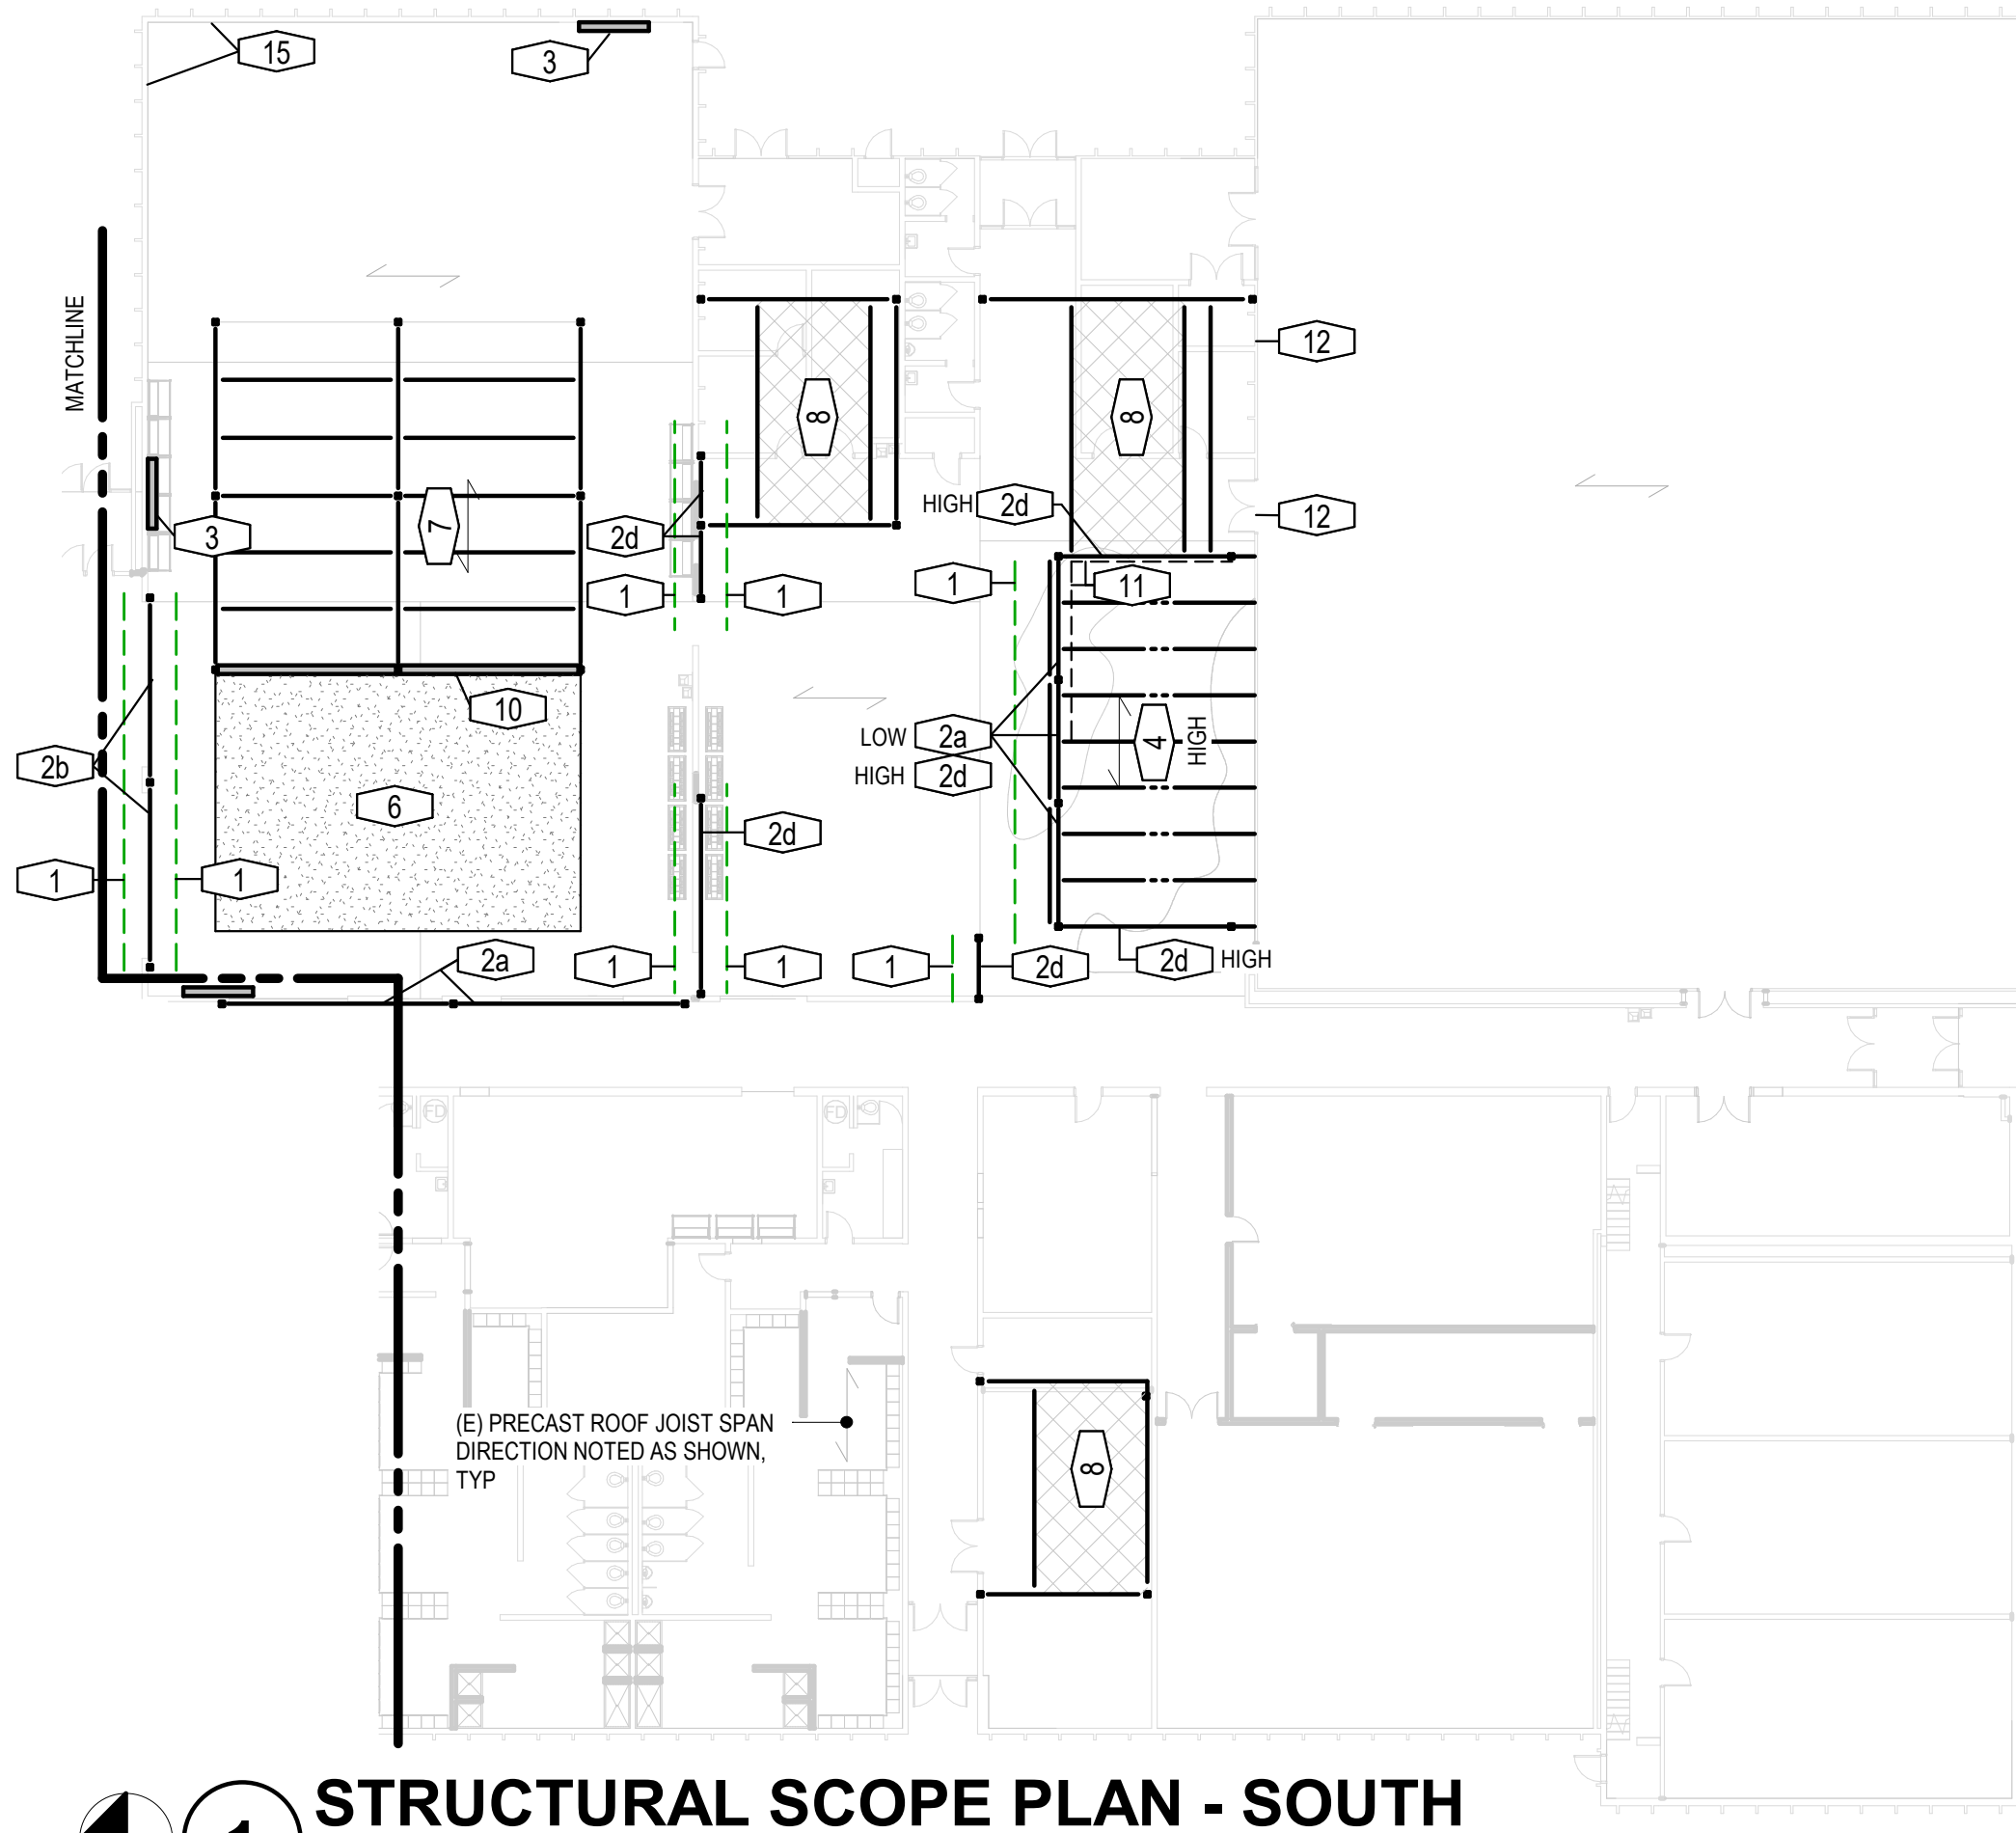 15
3
MATCHLINE
12
8
8
7
3
2d
HIGH
2d
12
1
1
1
11
10
2b
LOW
2a
HIGH
2d
4
HIGH
6
2d
1
1
2a
1
1
1
2d
2d
HIGH
FD
FD
(E) PRECAST ROOF JOIST SPAN
DIRECTION NOTED AS SHOWN,
TYP
8
1
STRUCTURAL SCOPE PLAN - SOUTH